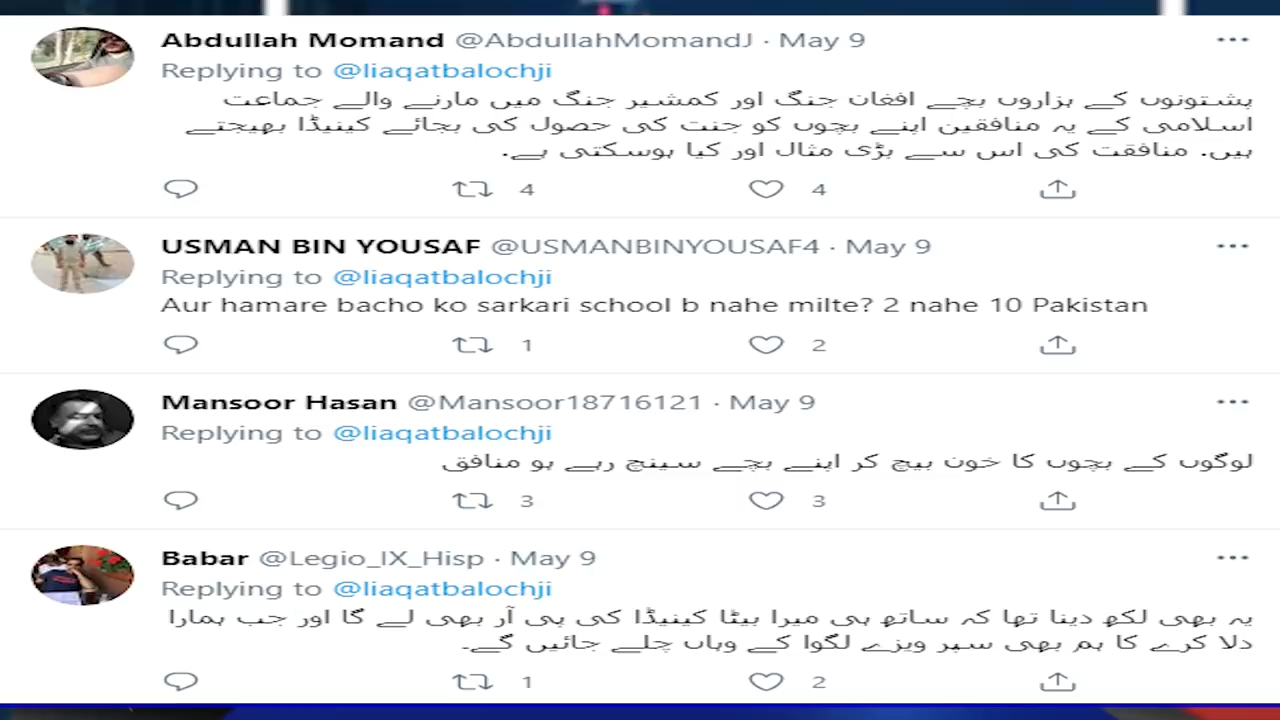 Abdullah Momand @AbdullahMomandJ · May 9
Replying to @liaqatbalochji
پشتونوں کے ہزاروں بچے افغان جنگ اور کمشیر جنگ میں مارنے والے جماعت
اسلامی کے یہ منافقین اپنے بچوں کو جنت کی حصول کی بجائے کینیڈا بھیجتے
ہیں. منافقت کی اس سے بڑی مثال اور کیا ہوسکتی ہے.
4 4
USMAN BIN YOUSAF @USMANBINYOUSAF4 · May 9
Replying to @liaqatbalochji
Aur hamare bacho ko sarkari school b nahe milte? 2 nahe 10 Pakistan
1 2
Mansoor Hasan @Mansoor18716121 · May 9
Replying to @liaqatbalochji
لوگوں کے بچوں کا خون بیچ کر اپنے بچے سینچ رہے ہو منافق
3 3
Babar @Legio_IX_Hisp · May 9
Replying to @liaqatbalochji
یہ بھی لکھ دینا تھا کہ ساتھ ہی میرا بیٹا کینیڈا کی پی آر بھی لے گا اور جب ہمارا
دلا کرے کا ہم بھی سپر ویزے لگوا کے وہاں چلے جائیں گے۔
1 2